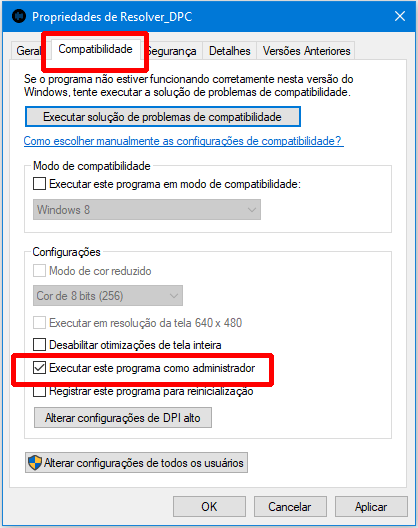 Propriedades de Resolver_DPC
Geral Compatibilidade Segurança Detalhes Versões Anteriores
Se o programa não estiver funcionando corretamente nesta versão do
Windows, tente executar a solução de problemas de compatibilidade.
Executar solução de problemas de compatibilidade
Como escolher manualmente as configurações de compatibilidade?
Modo de compatibilidade
Executar este programa em modo de compatibilidade:
Windows 8
Configurações
Modo de cor reduzido
Cor de 8 bits (256)
Executar em resolução da tela 640 x 480
Desabilitar otimizações de tela inteira
Executar este programa como administrador
Registrar este programa para reinicialização
Alterar configurações de DPI alto
Alterar configurações de todos os usuários
OK Cancelar Aplicar